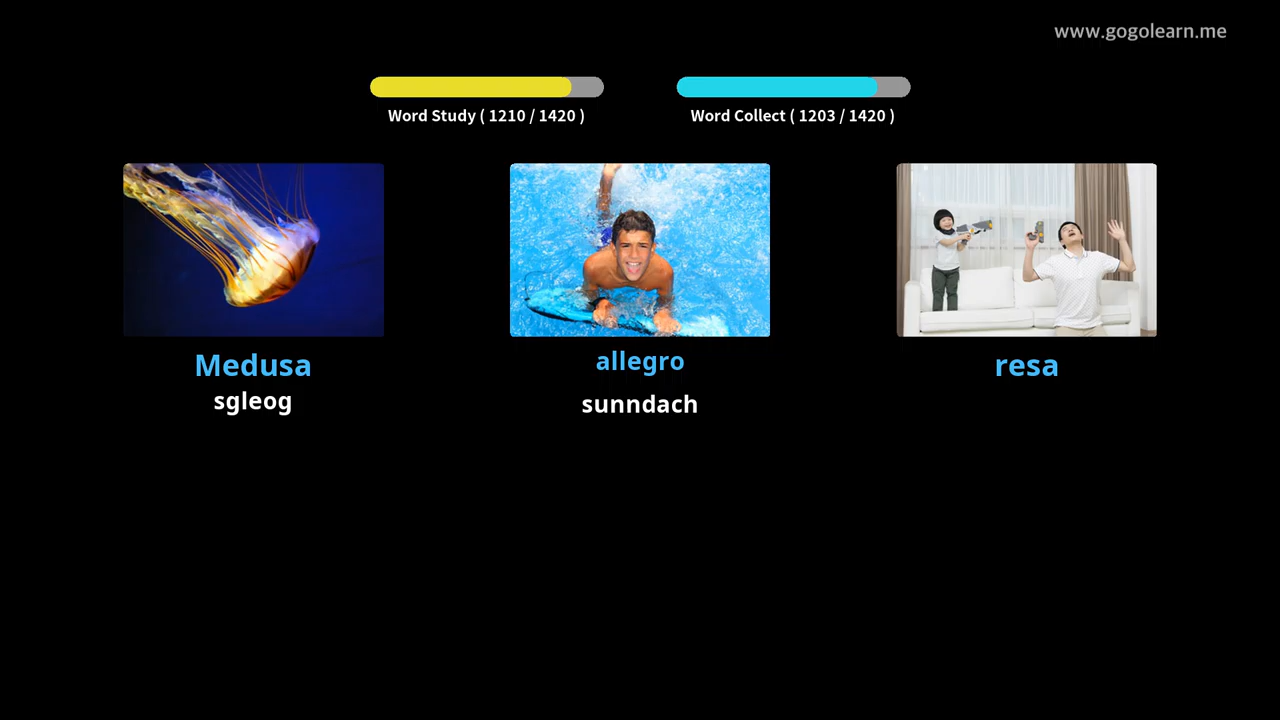 www.gogolearn.me
Word Study ( 1210 / 1420 )
Word Collect ( 1203 / 1420 )
Medusa
sgleog
allegro
sunndach
resa